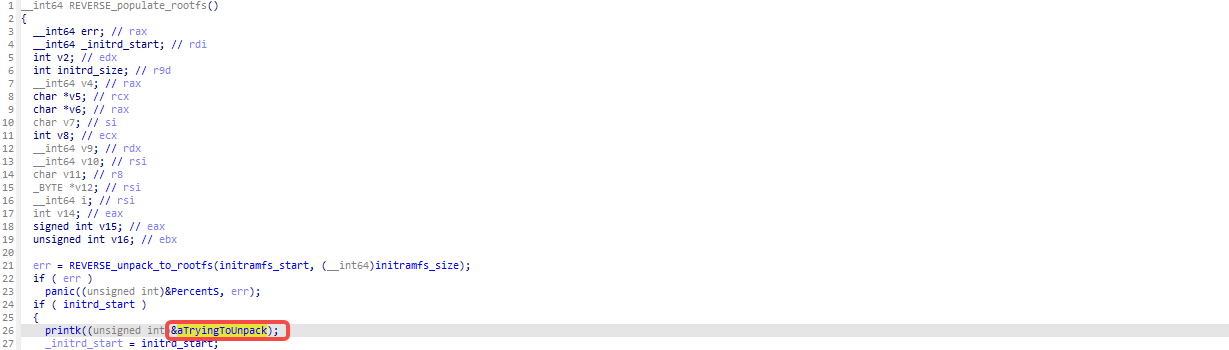 1 __int64 REVERSE_populate_rootfs()
2 {
3 __int64 err; // rax
4 __int64 _initrd_start; // rdi
5 int v2; // edx
6 int initrd_size; // r9d
7 __int64 v4; // rax
8 char *v5; // rcx
9 char *v6; // rax
10 char v7; // si
11 int v8; // ecx
12 __int64 v9; // rdx
13 __int64 v10; // rsi
14 char v11; // r8
15 _BYTE *v12; // rsi
16 __int64 i; // rsi
17 int v14; // eax
18 signed int v15; // eax
19 unsigned int v16; // ebx
20
21 err = REVERSE_unpack_to_rootfs(initramfs_start, (__int64)initramfs_size);
22 if ( err )
23 panic((unsigned int)&PercentS, err);
24 if ( initrd_start )
25 {
26 printk((unsigned int)&aTryingToUnpack);
27 _initrd_start = initrd_start;